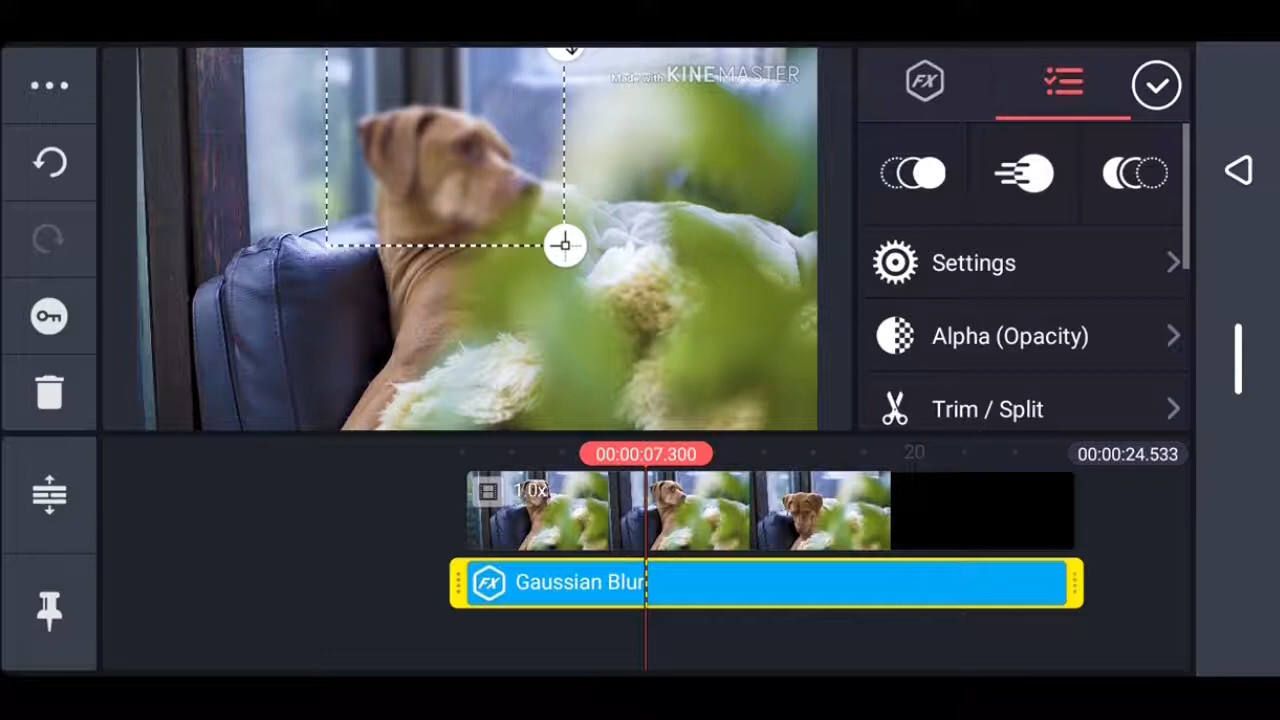 Made with KINEMASTER
FX
Settings
Alpha (Opacity)
Trim / Split
00:00:07.300
20
00:00:24.533
1.0x
FX
Gaussian Blur